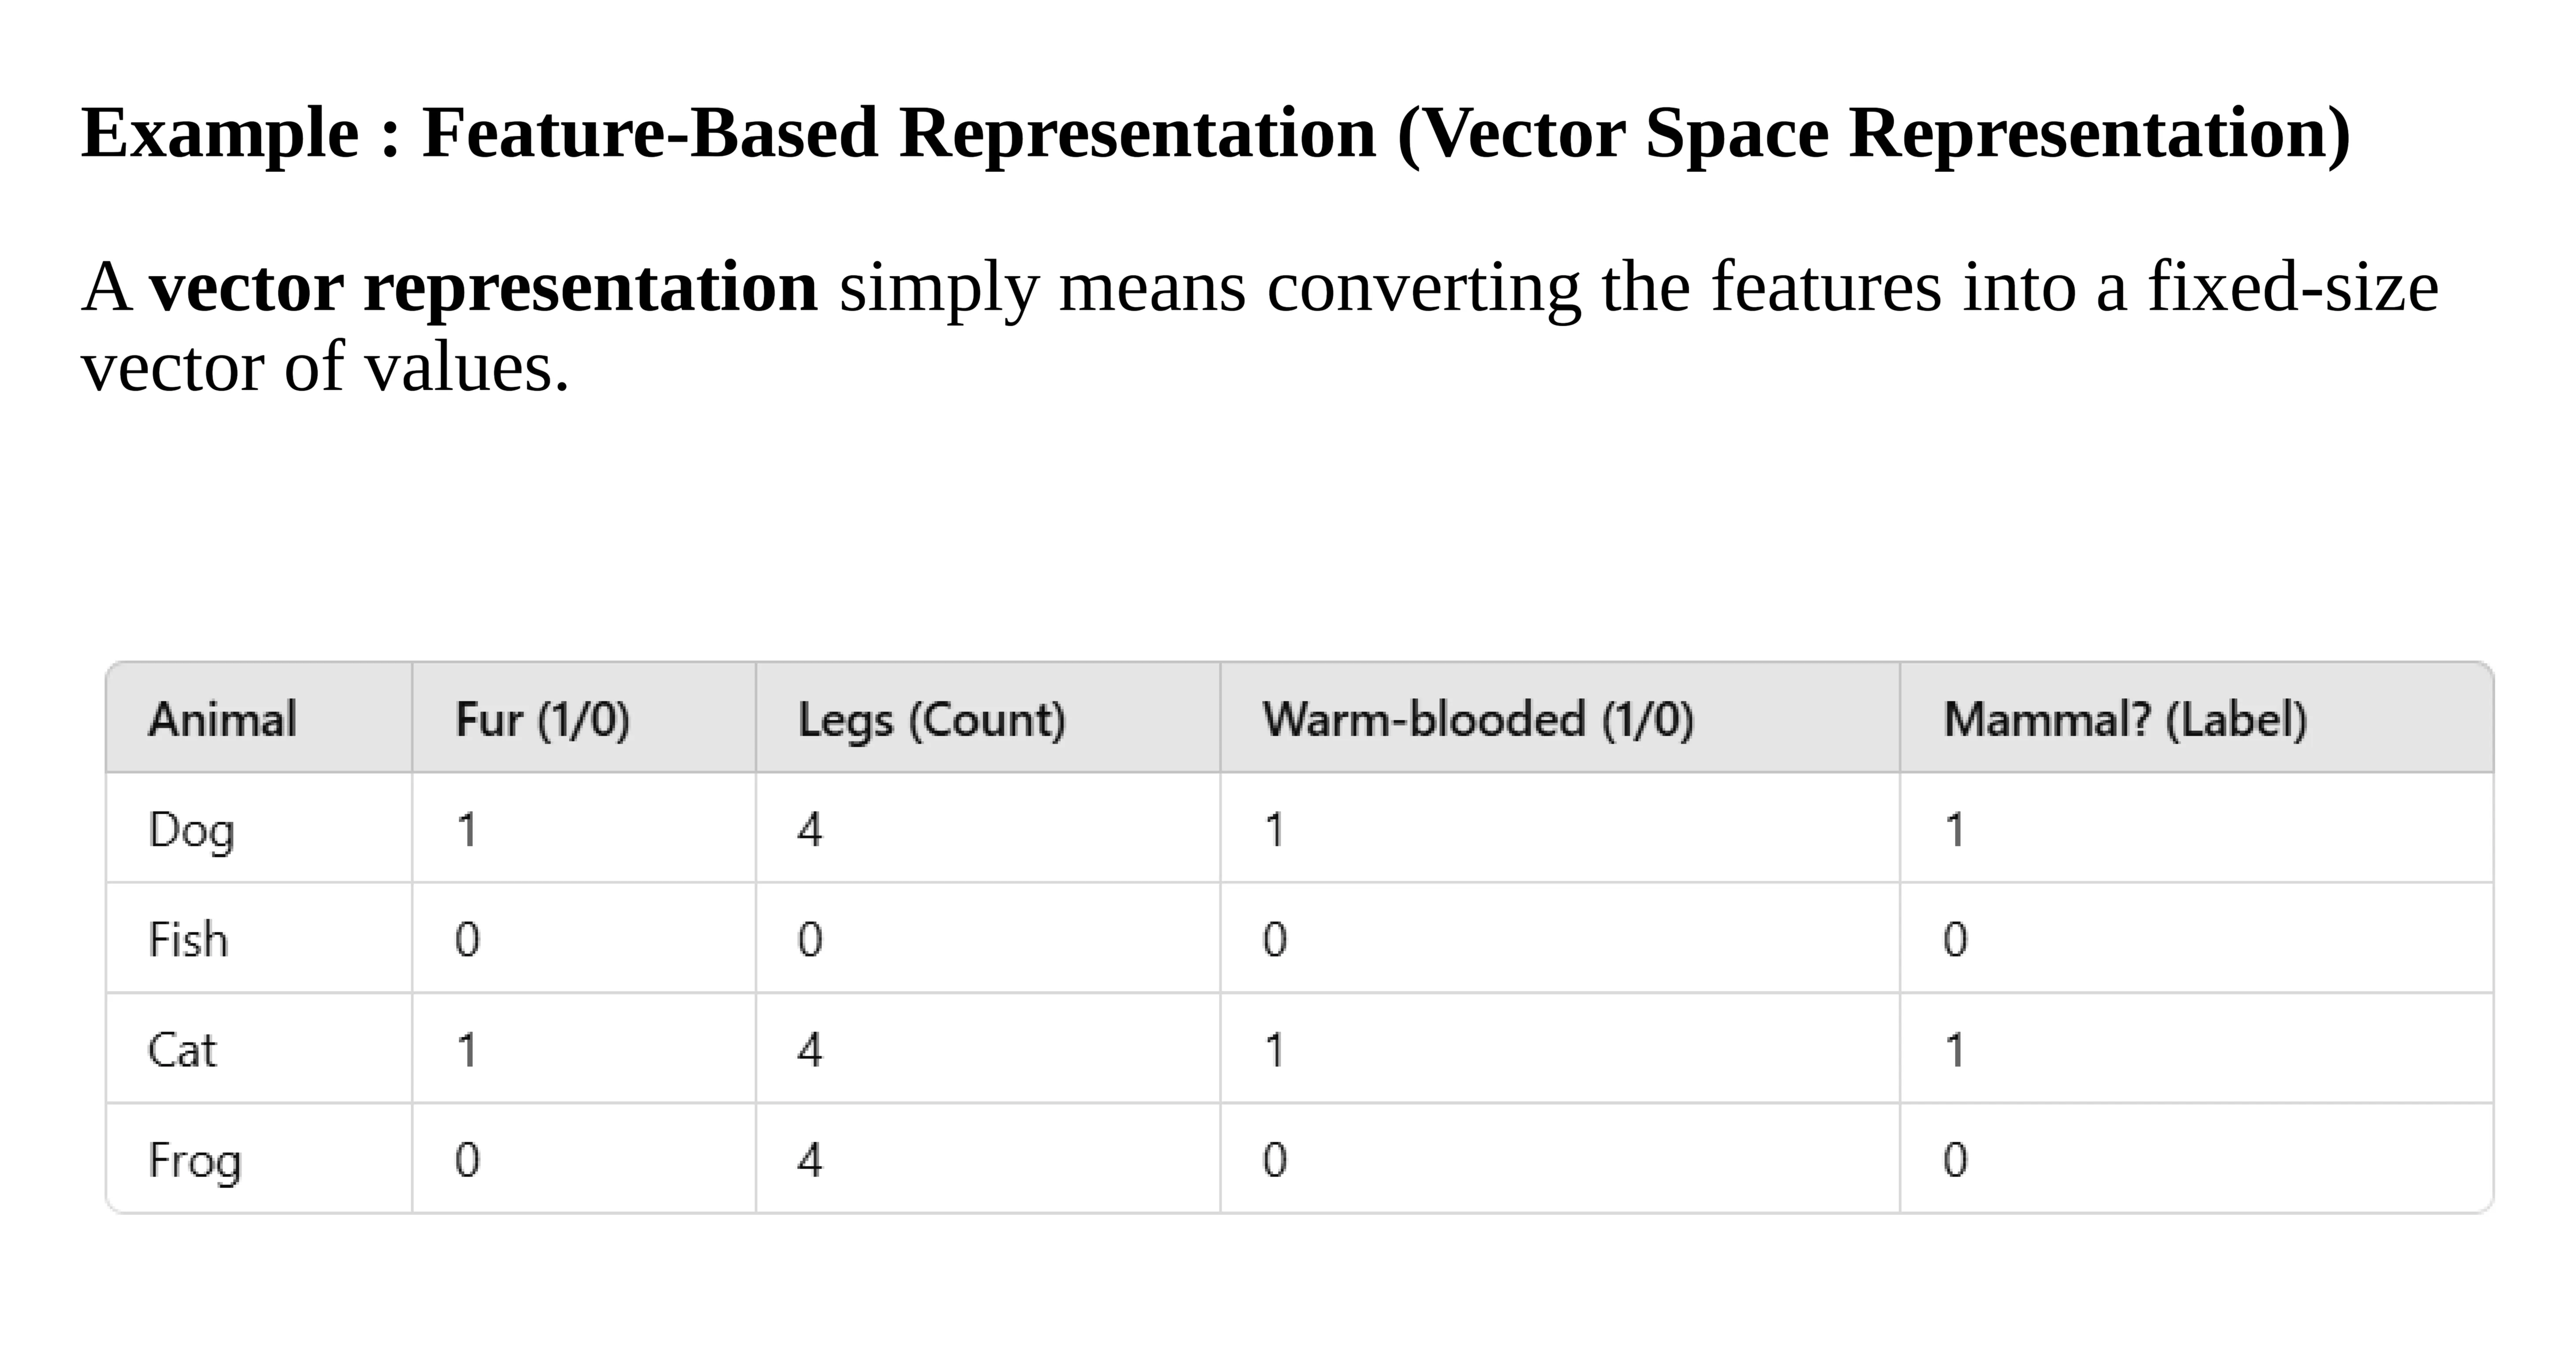 Example : Feature-Based Representation (Vector Space Representation)
A vector representation simply means converting the features into a fixed-size
vector of values.
Animal Fur (1/0) Legs (Count) Warm-blooded (1/0) Mammal? (Label)
Dog 1 4 1 1
Fish 0 0 0 0
Cat 1 4 1 1
Frog 0 4 0 0